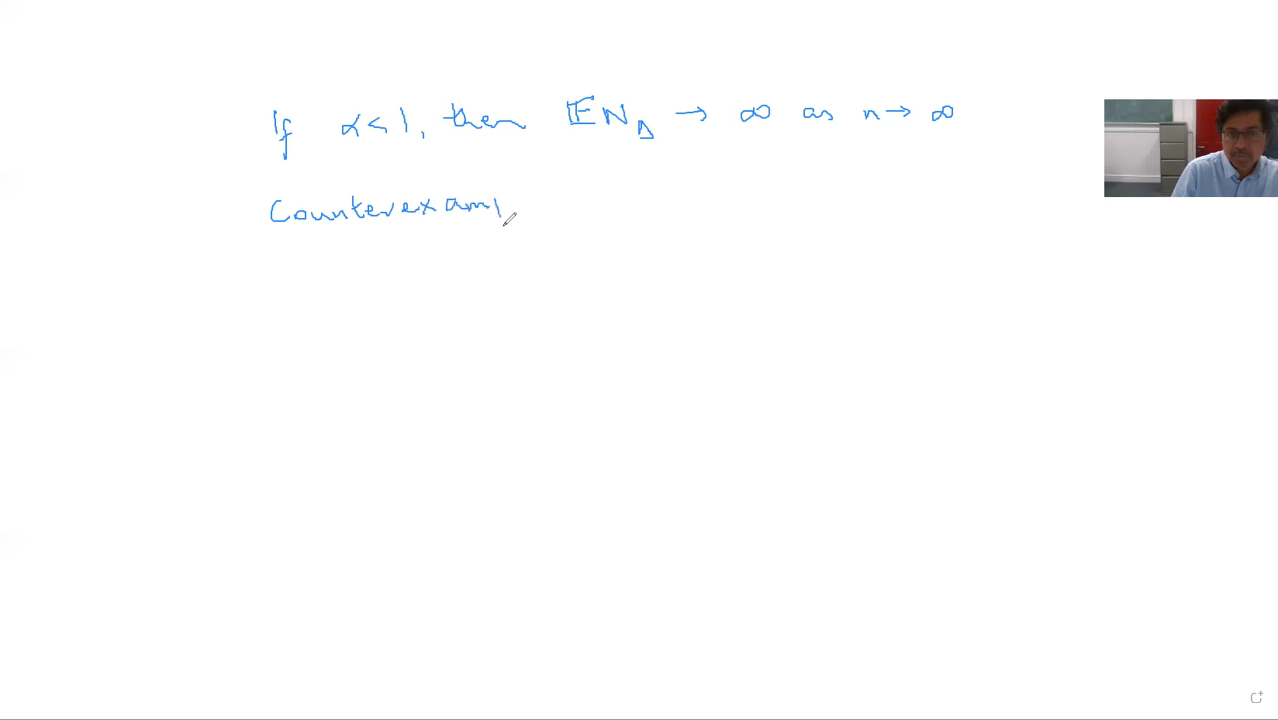 If α < 1, then 𝔼N_Δ → ∞ as n → ∞
Counterexam